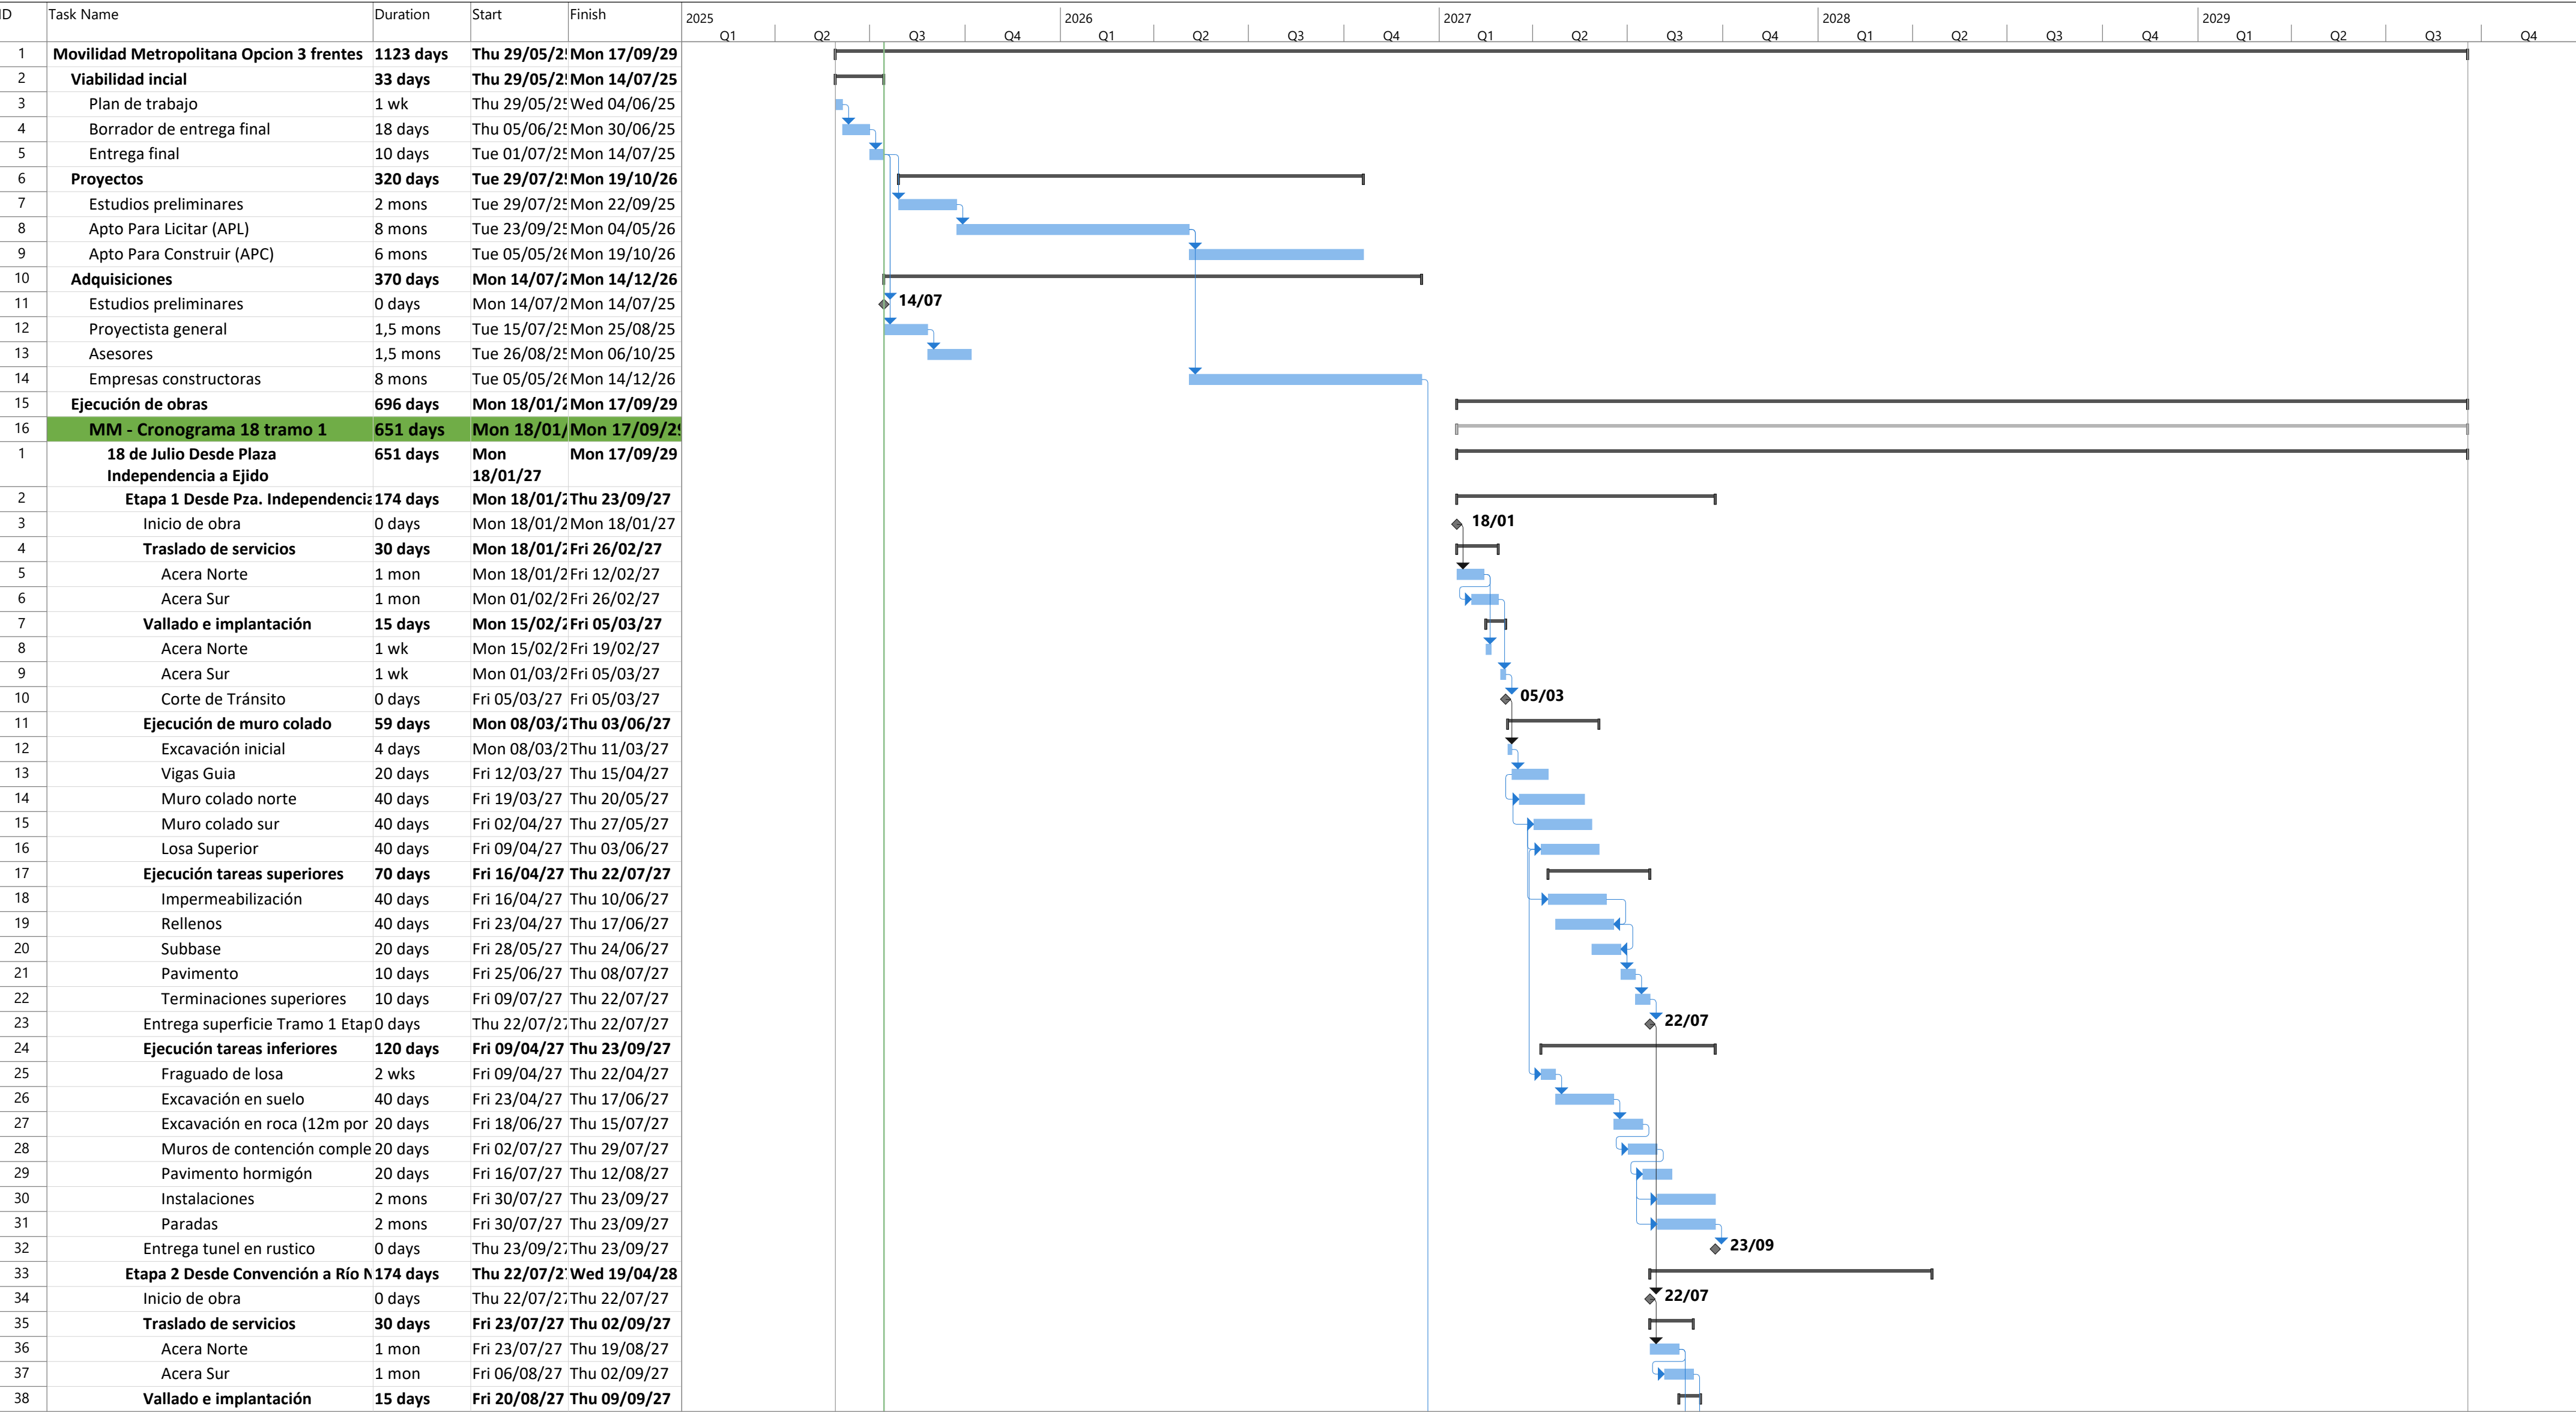 ID Task Name Duration Start Finish 2025 2026 2027 2028 2029
Q1 Q2 Q3 Q4 Q1 Q2 Q3 Q4 Q1 Q2 Q3 Q4 Q1 Q2 Q3 Q4 Q1 Q2 Q3 Q4
1 Movilidad Metropolitana Opcion 3 frentes 1123 days Thu 29/05/25 Mon 17/09/29
2 Viabilidad incial 33 days Thu 29/05/25 Mon 14/07/25
3 Plan de trabajo 1 wk Thu 29/05/25 Wed 04/06/25
4 Borrador de entrega final 18 days Thu 05/06/25 Mon 30/06/25
5 Entrega final 10 days Tue 01/07/25 Mon 14/07/25
6 Proyectos 320 days Tue 29/07/25 Mon 19/10/26
7 Estudios preliminares 2 mons Tue 29/07/25 Mon 22/09/25
8 Apto Para Licitar (APL) 8 mons Tue 23/09/25 Mon 04/05/26
9 Apto Para Construir (APC) 6 mons Tue 05/05/26 Mon 19/10/26
10 Adquisiciones 370 days Mon 14/07/2 Mon 14/12/26
11 Estudios preliminares 0 days Mon 14/07/2 Mon 14/07/25 14/07
12 Proyectista general 1,5 mons Tue 15/07/25 Mon 25/08/25
13 Asesores 1,5 mons Tue 26/08/25 Mon 06/10/25
14 Empresas constructoras 8 mons Tue 05/05/26 Mon 14/12/26
15 Ejecución de obras 696 days Mon 18/01/2 Mon 17/09/29
16 MM - Cronograma 18 tramo 1 651 days Mon 18/01/ Mon 17/09/29
1 18 de Julio Desde Plaza 651 days Mon Mon 17/09/29
Independencia a Ejido 18/01/27
2 Etapa 1 Desde Pza. Independencia 174 days Mon 18/01/2 Thu 23/09/27
3 Inicio de obra 0 days Mon 18/01/2 Mon 18/01/27 18/01
4 Traslado de servicios 30 days Mon 18/01/2 Fri 26/02/27
5 Acera Norte 1 mon Mon 18/01/2 Fri 12/02/27
6 Acera Sur 1 mon Mon 01/02/2 Fri 26/02/27
7 Vallado e implantación 15 days Mon 15/02/2 Fri 05/03/27
8 Acera Norte 1 wk Mon 15/02/2 Fri 19/02/27
9 Acera Sur 1 wk Mon 01/03/2 Fri 05/03/27
10 Corte de Tránsito 0 days Fri 05/03/27 Fri 05/03/27 05/03
11 Ejecución de muro colado 59 days Mon 08/03/2 Thu 03/06/27
12 Excavación inicial 4 days Mon 08/03/2 Thu 11/03/27
13 Vigas Guia 20 days Fri 12/03/27 Thu 15/04/27
14 Muro colado norte 40 days Fri 19/03/27 Thu 20/05/27
15 Muro colado sur 40 days Fri 02/04/27 Thu 27/05/27
16 Losa Superior 40 days Fri 09/04/27 Thu 03/06/27
17 Ejecución tareas superiores 70 days Fri 16/04/27 Thu 22/07/27
18 Impermeabilización 40 days Fri 16/04/27 Thu 10/06/27
19 Rellenos 40 days Fri 23/04/27 Thu 17/06/27
20 Subbase 20 days Fri 28/05/27 Thu 24/06/27
21 Pavimento 10 days Fri 25/06/27 Thu 08/07/27
22 Terminaciones superiores 10 days Fri 09/07/27 Thu 22/07/27
23 Entrega superficie Tramo 1 Etap 0 days Thu 22/07/27 Thu 22/07/27 22/07
24 Ejecución tareas inferiores 120 days Fri 09/04/27 Thu 23/09/27
25 Fraguado de losa 2 wks Fri 09/04/27 Thu 22/04/27
26 Excavación en suelo 40 days Fri 23/04/27 Thu 17/06/27
27 Excavación en roca (12m por 20 days Fri 18/06/27 Thu 15/07/27
28 Muros de contención comple 20 days Fri 02/07/27 Thu 29/07/27
29 Pavimento hormigón 20 days Fri 16/07/27 Thu 12/08/27
30 Instalaciones 2 mons Fri 30/07/27 Thu 23/09/27
31 Paradas 2 mons Fri 30/07/27 Thu 23/09/27
32 Entrega tunel en rustico 0 days Thu 23/09/27 Thu 23/09/27 23/09
33 Etapa 2 Desde Convención a Río N 174 days Thu 22/07/27 Wed 19/04/28
34 Inicio de obra 0 days Thu 22/07/27 Thu 22/07/27 22/07
35 Traslado de servicios 30 days Fri 23/07/27 Thu 02/09/27
36 Acera Norte 1 mon Fri 23/07/27 Thu 19/08/27
37 Acera Sur 1 mon Fri 06/08/27 Thu 02/09/27
38 Vallado e implantación 15 days Fri 20/08/27 Thu 09/09/27